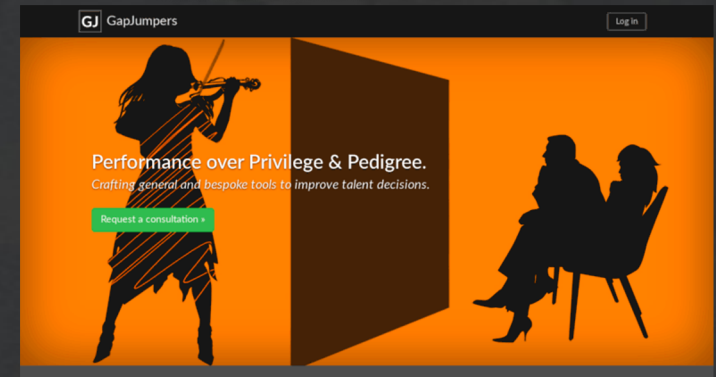 GJ GapJumpers
Log in
Performance over Privilege & Pedigree.
Crafting general and bespoke tools to improve talent decisions.
Request a consultation »